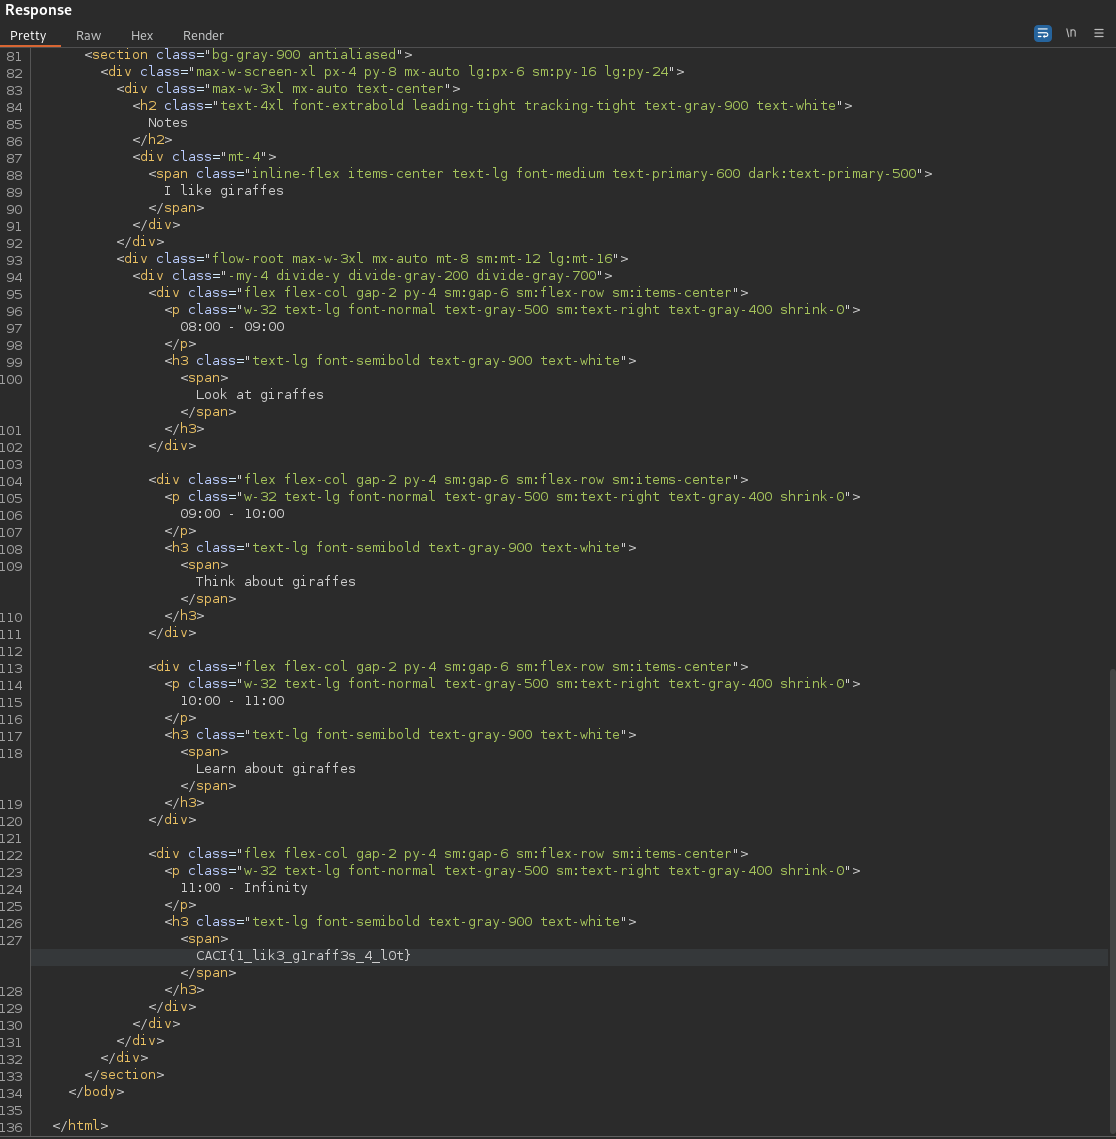 Response
Pretty Raw Hex Render \n
81 <section class="bg-gray-900 antialiased">
82 <div class="max-w-screen-xl px-4 py-8 mx-auto lg:px-6 sm:py-16 lg:py-24">
83 <div class="max-w-3xl mx-auto text-center">
84 <h2 class="text-4xl font-extrabold leading-tight tracking-tight text-gray-900 text-white">
85 Notes
86 </h2>
87 <div class="mt-4">
88 <span class="inline-flex items-center text-lg font-medium text-primary-600 dark:text-primary-500">
89 I like giraffes
90 </span>
91 </div>
92 </div>
93 <div class="flow-root max-w-3xl mx-auto mt-8 sm:mt-12 lg:mt-16">
94 <div class="-my-4 divide-y divide-gray-200 divide-gray-700">
95 <div class="flex flex-col gap-2 py-4 sm:gap-6 sm:flex-row sm:items-center">
96 <p class="w-32 text-lg font-normal text-gray-500 sm:text-right text-gray-400 shrink-0">
97 08:00 - 09:00
98 </p>
99 <h3 class="text-lg font-semibold text-gray-900 text-white">
100 <span>
Look at giraffes
</span>
101 </h3>
102 </div>
103
104 <div class="flex flex-col gap-2 py-4 sm:gap-6 sm:flex-row sm:items-center">
105 <p class="w-32 text-lg font-normal text-gray-500 sm:text-right text-gray-400 shrink-0">
106 09:00 - 10:00
107 </p>
108 <h3 class="text-lg font-semibold text-gray-900 text-white">
109 <span>
Think about giraffes
</span>
110 </h3>
111 </div>
112
113 <div class="flex flex-col gap-2 py-4 sm:gap-6 sm:flex-row sm:items-center">
114 <p class="w-32 text-lg font-normal text-gray-500 sm:text-right text-gray-400 shrink-0">
115 10:00 - 11:00
116 </p>
117 <h3 class="text-lg font-semibold text-gray-900 text-white">
118 <span>
Learn about giraffes
</span>
119 </h3>
120 </div>
121
122 <div class="flex flex-col gap-2 py-4 sm:gap-6 sm:flex-row sm:items-center">
123 <p class="w-32 text-lg font-normal text-gray-500 sm:text-right text-gray-400 shrink-0">
124 11:00 - Infinity
125 </p>
126 <h3 class="text-lg font-semibold text-gray-900 text-white">
127 <span>
CACI{1_lik3_g1raff3s_4_l0t}
</span>
128 </h3>
129 </div>
130 </div>
131 </div>
132 </div>
133 </section>
134 </body>
135
136 </html>